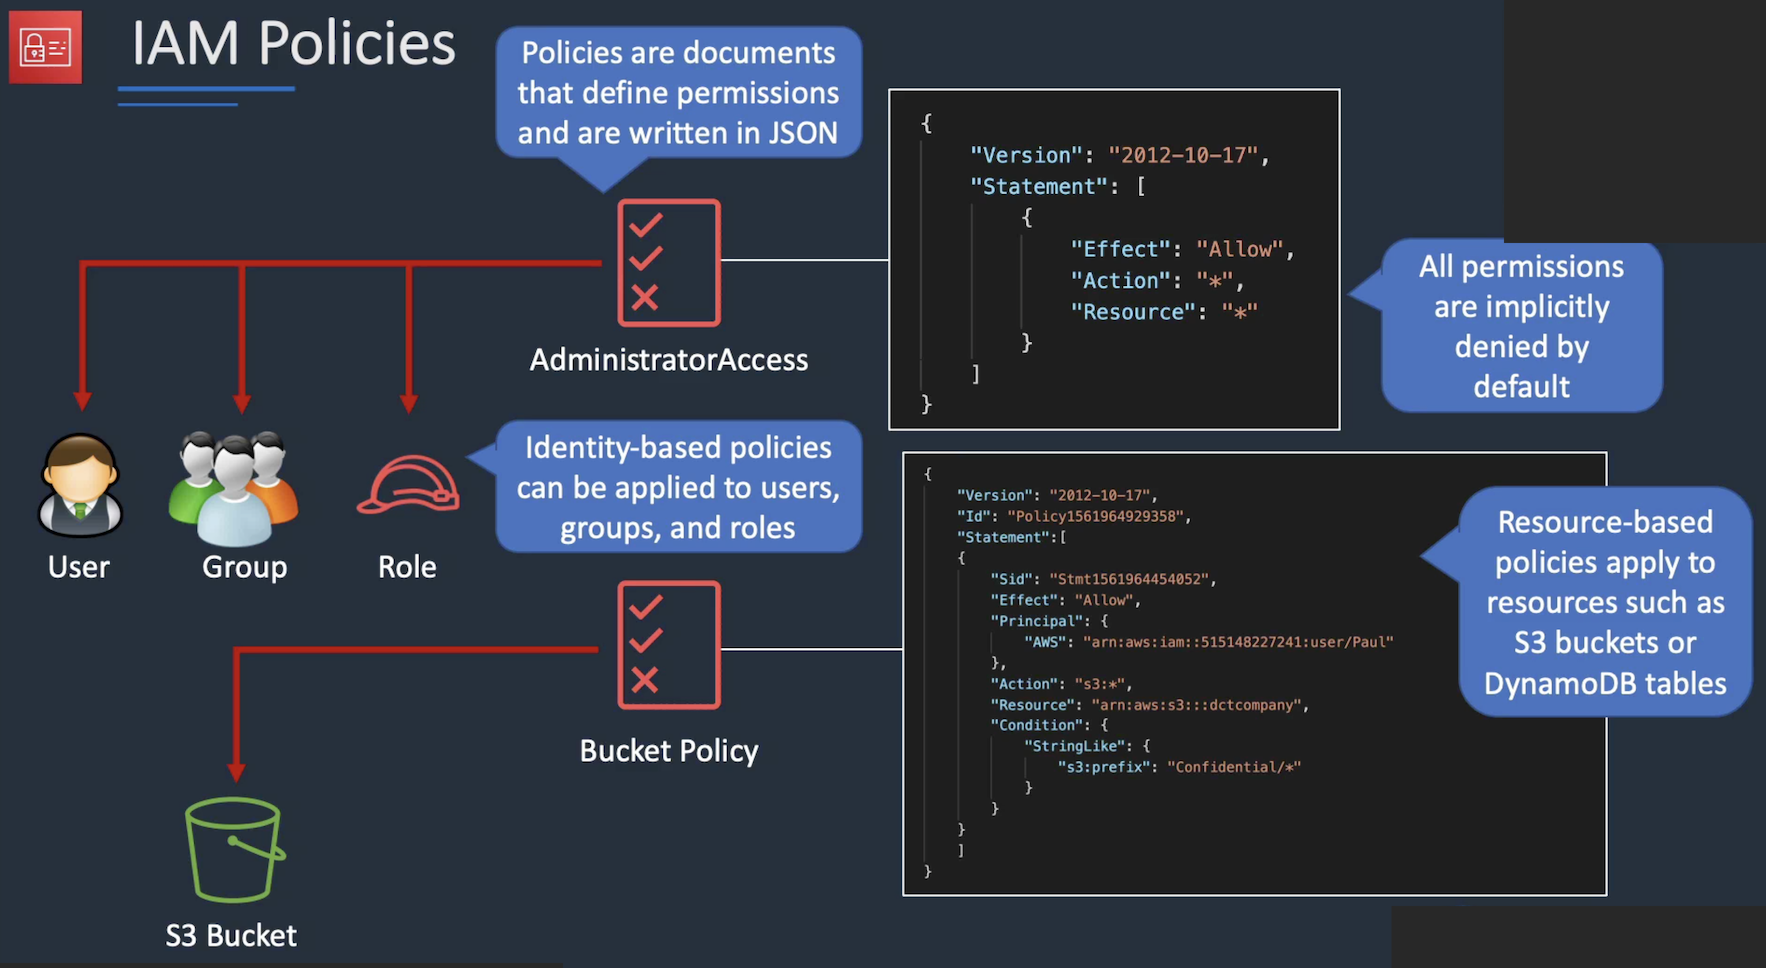 IAM Policies
Policies are documents
that define permissions
and are written in JSON
{
"Version": "2012-10-17",
"Statement": [
{
"Effect": "Allow",
"Action": "*",
"Resource": "*"
}
]
}
All permissions
are implicitly
denied by
default
AdministratorAccess
Identity-based policies
can be applied to users,
groups, and roles
User
Group
Role
{
"Version": "2012-10-17",
"Id": "Policy1561964929358",
"Statement":[
{
"Sid": "Stmt1561964454052",
"Effect": "Allow",
"Principal": {
"AWS": "arn:aws:iam::515148227241:user/Paul"
},
"Action": "s3:*",
"Resource": "arn:aws:s3:::dctcompany",
"Condition": {
"StringLike": {
"s3:prefix": "Confidential/*"
}
}
}
]
}
Resource-based
policies apply to
resources such as
S3 buckets or
DynamoDB tables
Bucket Policy
S3 Bucket